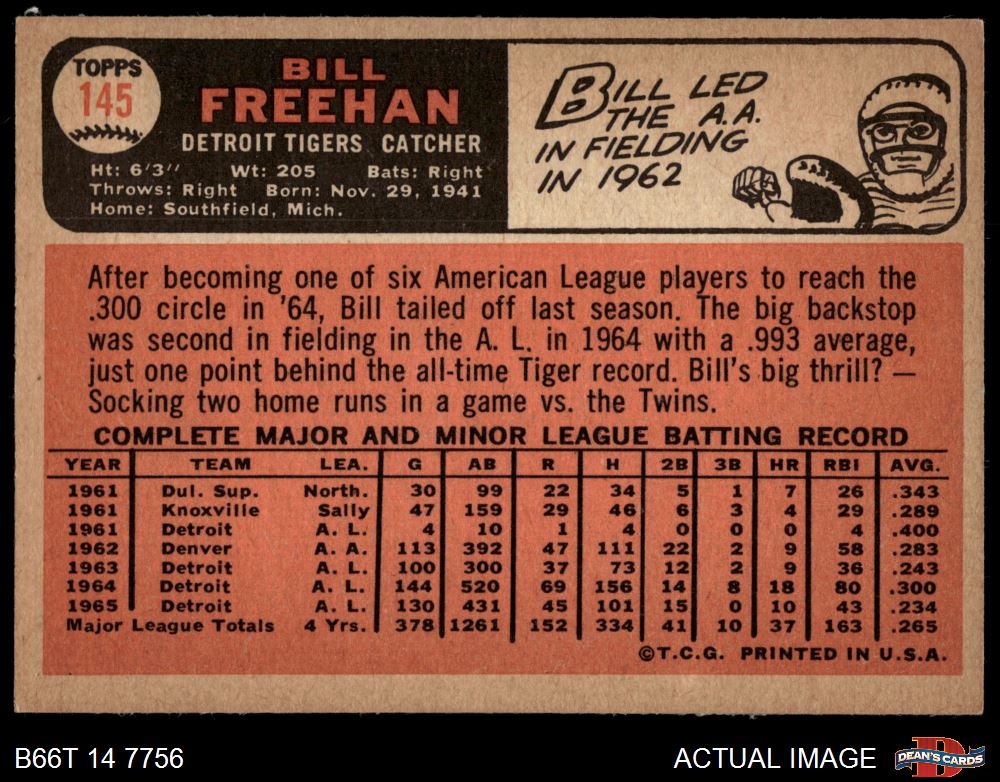 TOPPS
145
BILL
FREEHAN
DETROIT TIGERS CATCHER
Ht: 6'3" Wt: 205 Bats: Right
Throws: Right Born: Nov. 29, 1941
Home: Southfield, Mich.
BILL LED
THE A.A.
IN FIELDING
IN 1962
After becoming one of six American League players to reach the
.300 circle in '64, Bill tailed off last season. The big backstop
was second in fielding in the A. L. in 1964 with a .993 average,
just one point behind the all-time Tiger record. Bill's big thrill? —
Socking two home runs in a game vs. the Twins.
COMPLETE MAJOR AND MINOR LEAGUE BATTING RECORD
YEAR TEAM LEA. G AB R H 2B 3B HR RBI AVG.
1961 Dul. Sup. North. 30 99 22 34 5 1 7 26 .343
1961 Knoxville Sally 47 159 29 46 6 3 4 29 .289
1961 Detroit A. L. 4 10 1 4 0 0 0 4 .400
1962 Denver A. A. 113 392 47 111 22 2 9 58 .283
1963 Detroit A. L. 100 300 37 73 12 2 9 36 .243
1964 Detroit A. L. 144 520 69 156 14 8 18 80 .300
1965 Detroit A. L. 130 431 45 101 15 0 10 43 .234
Major League Totals 4 Yrs. 378 1261 152 334 41 10 37 163 .265
©T.C.G. PRINTED IN U.S.A.
B66T 14 7756
ACTUAL IMAGE
D
DEAN'S CARDS